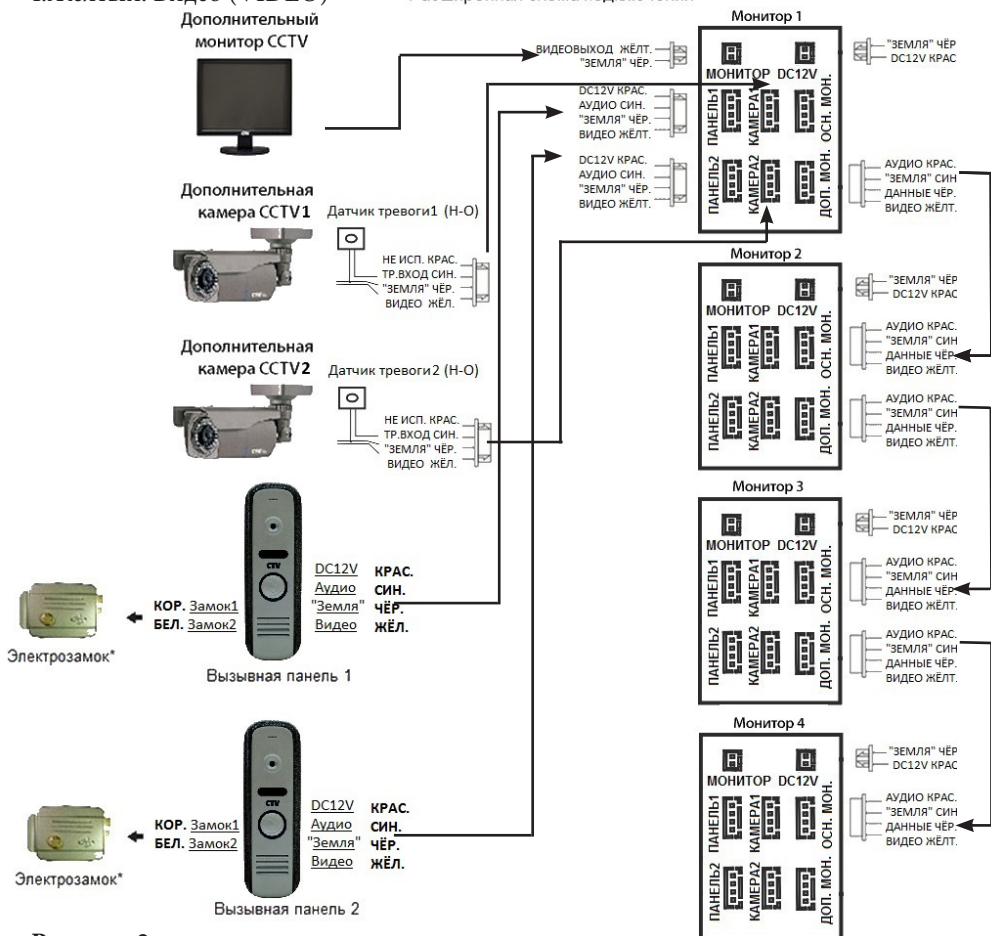 Видео (VIDEO)
Дополнительный
монитор CCTV
Дополнительная
камера CCTV1
Датчик тревоги1 (Н-О)
НЕ ИСП. КРАС.
ТР.ВХОД СИН.
"ЗЕМЛЯ" ЧЁР.
ВИДЕО ЖЁЛ.
Дополнительная
камера CCTV2
Датчик тревоги2 (Н-О)
НЕ ИСП. КРАС.
ТР.ВХОД СИН.
"ЗЕМЛЯ" ЧЁР.
ВИДЕО ЖЁЛ.
CTV
DC12V КРАС.
Аудио СИН.
"Земля" ЧЁР.
Видео ЖЁЛ.
КОР. Замок1
БЕЛ. Замок2
Электрозамок*
Вызывная панель 1
CTV
DC12V КРАС.
Аудио СИН.
"Земля" ЧЁР.
Видео ЖЁЛ.
КОР. Замок1
БЕЛ. Замок2
Электрозамок*
Вызывная панель 2
Монитор 1
ВИДЕОВЫХОД ЖЁЛТ.
"ЗЕМЛЯ" ЧЁР.
DC12V КРАС.
АУДИО СИН.
"ЗЕМЛЯ" ЧЁР.
ВИДЕО ЖЁЛТ.
DC12V КРАС.
АУДИО СИН.
"ЗЕМЛЯ" ЧЁР.
ВИДЕО ЖЁЛТ.
МОНИТОР DC12V
ПАНЕЛЬ1
КАМЕРА1
ОСН. МОН.
ПАНЕЛЬ2
КАМЕРА2
ДОП. МОН.
"ЗЕМЛЯ" ЧЁР
DC12V КРАС
АУДИО КРАС.
"ЗЕМЛЯ" СИН
ДАННЫЕ ЧЁР.
ВИДЕО ЖЁЛТ.
Монитор 2
МОНИТОР DC12V
ПАНЕЛЬ1
КАМЕРА1
ОСН. МОН.
ПАНЕЛЬ2
КАМЕРА2
ДОП. МОН.
"ЗЕМЛЯ" ЧЁР
DC12V КРАС
АУДИО КРАС.
"ЗЕМЛЯ" СИН
ДАННЫЕ ЧЁР.
ВИДЕО ЖЁЛТ.
АУДИО КРАС.
"ЗЕМЛЯ" СИН
ДАННЫЕ ЧЁР.
ВИДЕО ЖЁЛТ.
Монитор 3
МОНИТОР DC12V
ПАНЕЛЬ1
КАМЕРА1
ОСН. МОН.
ПАНЕЛЬ2
КАМЕРА2
ДОП. МОН.
"ЗЕМЛЯ" ЧЁР
DC12V КРАС
АУДИО КРАС.
"ЗЕМЛЯ" СИН
ДАННЫЕ ЧЁР.
ВИДЕО ЖЁЛТ.
АУДИО КРАС.
"ЗЕМЛЯ" СИН
ДАННЫЕ ЧЁР.
ВИДЕО ЖЁЛТ.
Монитор 4
МОНИТОР DC12V
ПАНЕЛЬ1
КАМЕРА1
ОСН. МОН.
ПАНЕЛЬ2
КАМЕРА2
ДОП. МОН.
"ЗЕМЛЯ" ЧЁР
DC12V КРАС
АУДИО КРАС.
"ЗЕМЛЯ" СИН
ДАННЫЕ ЧЁР.
ВИДЕО ЖЁЛТ.